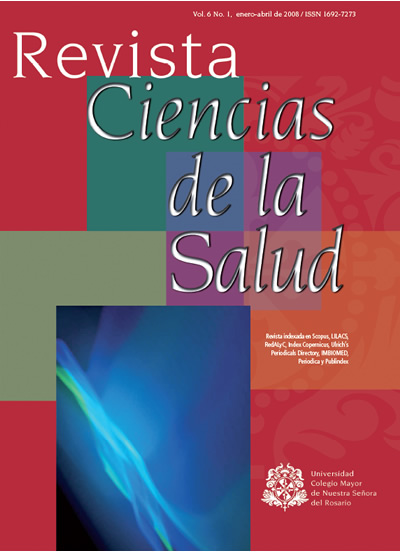 Vol. 6 No. 1, enero-abril de 2008 / ISSN 1692-7273
Revista
Ciencias
de la
Salud
Revista indexada en Scopus, LILACS,
RedALyC, Index Copernicus, Ulrich's
Periodicals Directory, IMBIOMED,
Periodica y Publindex
Universidad
Colegio Mayor
de Nuestra Señora
del Rosario